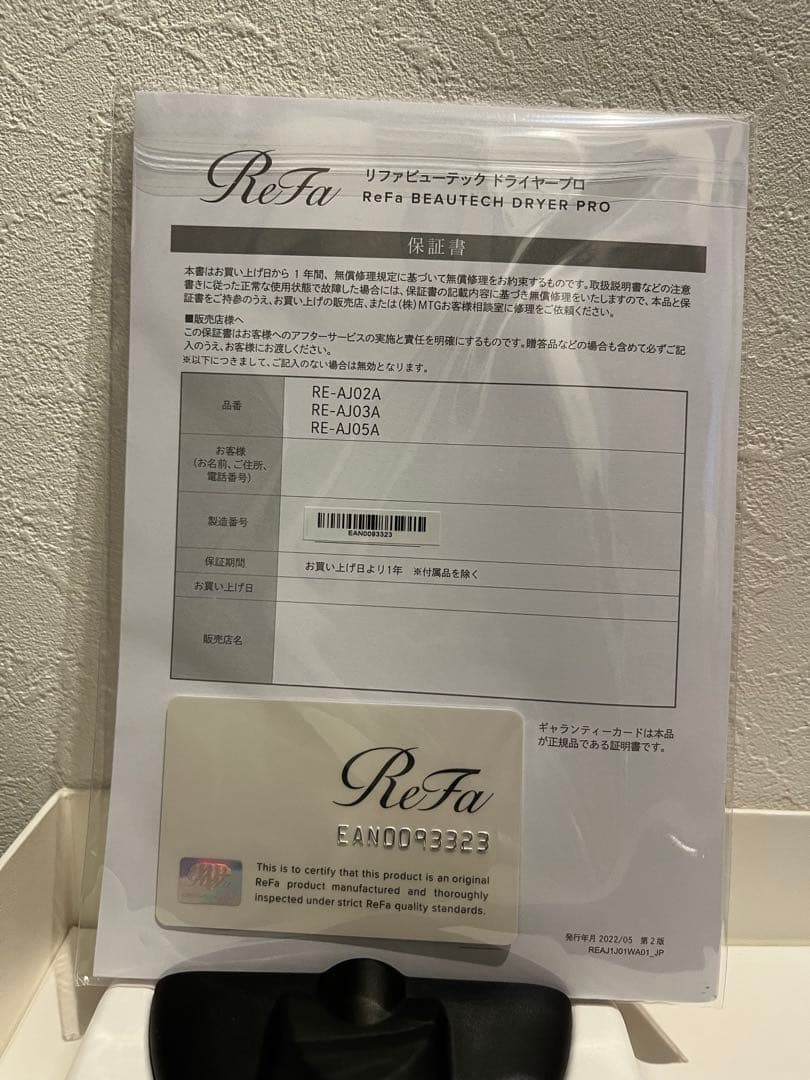 ReFa
リファビューテック ドライヤープロ
ReFa BEAUTECH DRYER PRO
保証書
本書はお買い上げ日から 1 年間、無償修理規定に基づいて無償修理をお約束するものです。取扱説明書などの注意
書きに従った正常な使用状態で故障した場合には、保証書の記載内容に基づき無償修理をいたしますので、本品と保
証書をご持参のうえ、お買い上げの販売店、または(株)MTGお客様相談室に修理をご依頼ください。
■販売店様へ
この保証書はお客様へのアフターサービスの実施と責任を明確にするものです。贈答品などの場合も含めて必ずご記
入のうえ、お客様にお渡しください。
※以下につきまして、ご記入のない場合は無効となります。
品番
RE-AJ02A
RE-AJ03A
RE-AJ05A
お客様
(お名前、ご住所、
電話番号)
製造番号
EAN0093323
保証期間
お買い上げ日より1年 ※付属品を除く
お買い上げ日
販売店名
ギャランティーカードは本品
が正規品である証明書です。
ReFa
EAN0093323
ReFa
This is to certify that this product is an original
ReFa product manufactured and thoroughly
inspected under strict ReFa quality standards.
発行年月 2022/05 第2版
REAJ1J01WA01_JP